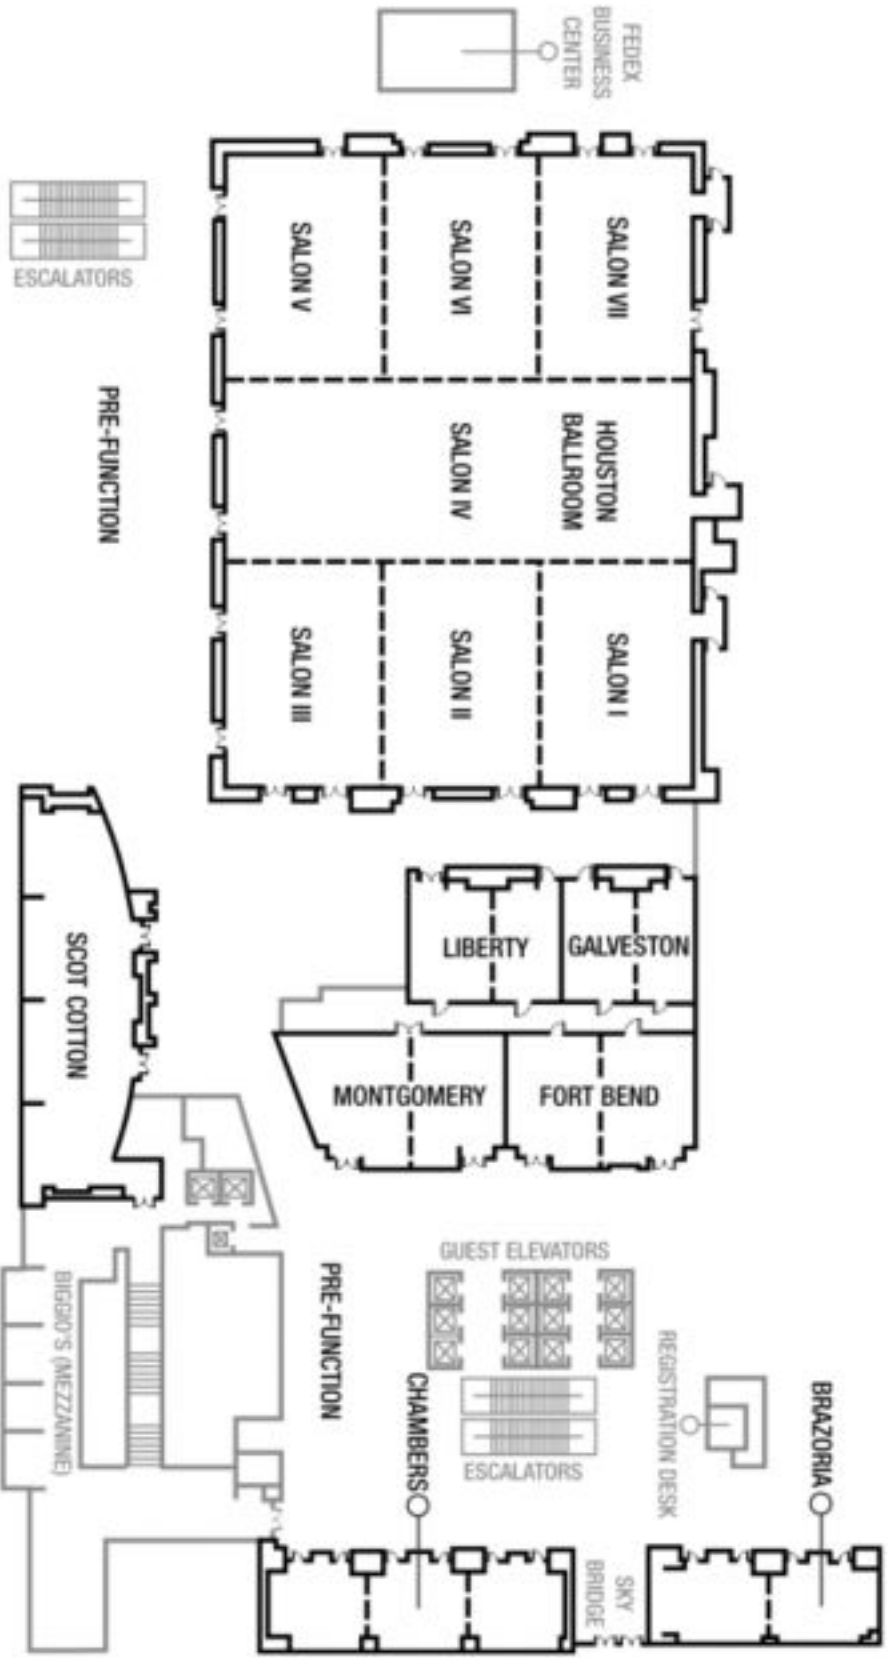 FEDEX
BUSINESS
CENTER
ESCALATORS
SALON V
SALON VI
SALON VII
PRE-FUNCTION
SALON IV
HOUSTON
BALLROOM
SALON III
SALON II
SALON I
LIBERTY
GALVESTON
SCOT COTTON
MONTGOMERY
FORT BEND
GUEST ELEVATORS
PRE-FUNCTION
BIGGIO'S (MEZZANINE)
REGISTRATION DESK
CHAMBERS
BRAZORIA
ESCALATORS
SKY
BRIDGE